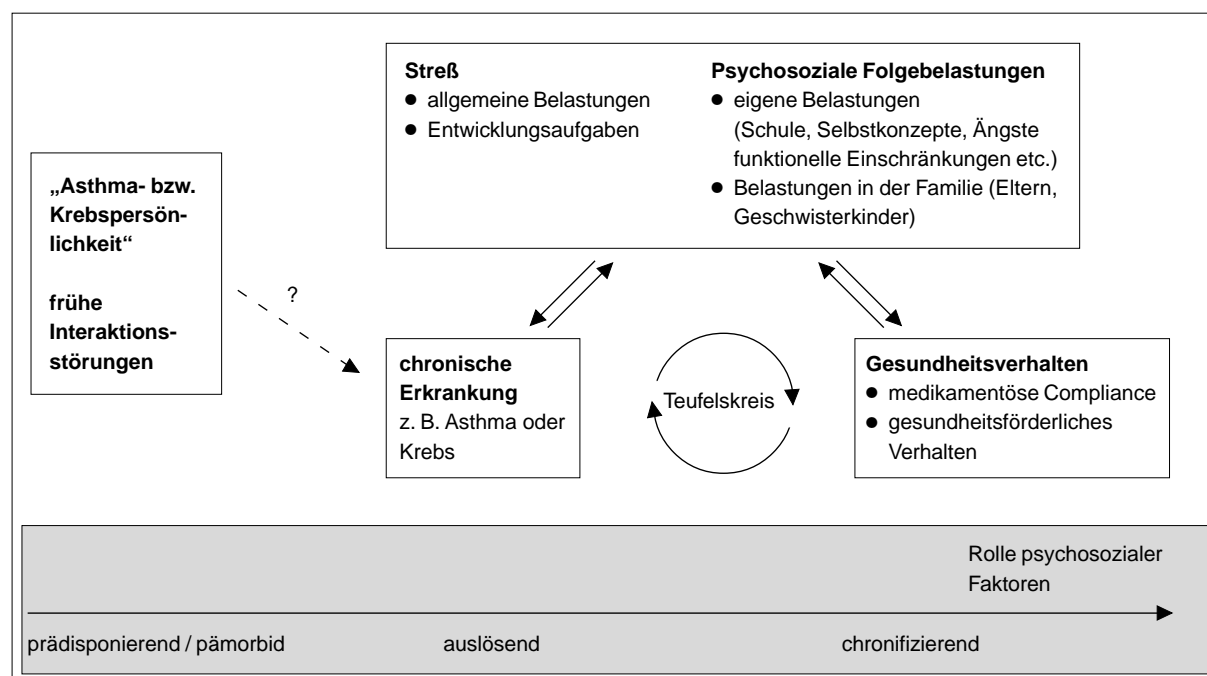 Streß
● allgemeine Belastungen
● Entwicklungsaufgaben
Psychosoziale Folgebelastungen
● eigene Belastungen
(Schule, Selbstkonzepte, Ängste
funktionelle Einschränkungen etc.)
● Belastungen in der Familie (Eltern,
Geschwisterkinder)
„Asthma- bzw.
Krebspersön-
lichkeit“
frühe
Interaktions-
störungen
?
chronische
Erkrankung
z. B. Asthma oder
Krebs
Teufelskreis
Gesundheitsverhalten
● medikamentöse Compliance
● gesundheitsförderliches
Verhalten
Rolle psychosozialer
Faktoren
prädisponierend / pämorbid
auslösend
chronifizierend